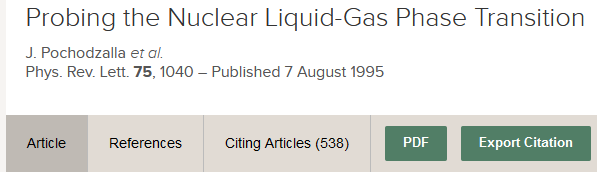 Probing the Nuclear Liquid-Gas Phase Transition
J. Pochodzalla et al.
Phys. Rev. Lett. 75, 1040 – Published 7 August 1995
Article References Citing Articles (538) PDF Export Citation